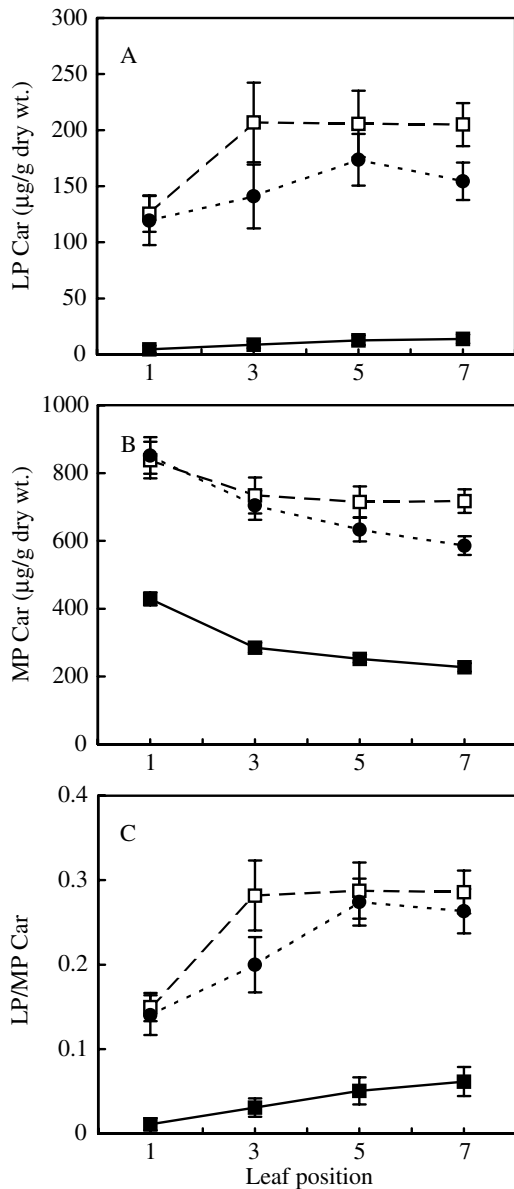 300
250
200
150
100
50
0
LP Car (µg/g dry wt.)
A
1 3 5 7
1000
800
600
400
200
0
MP Car (µg/g dry wt.)
B
1 3 5 7
0.4
0.3
0.2
0.1
0
LP/MP Car
C
1 3 5 7
Leaf position